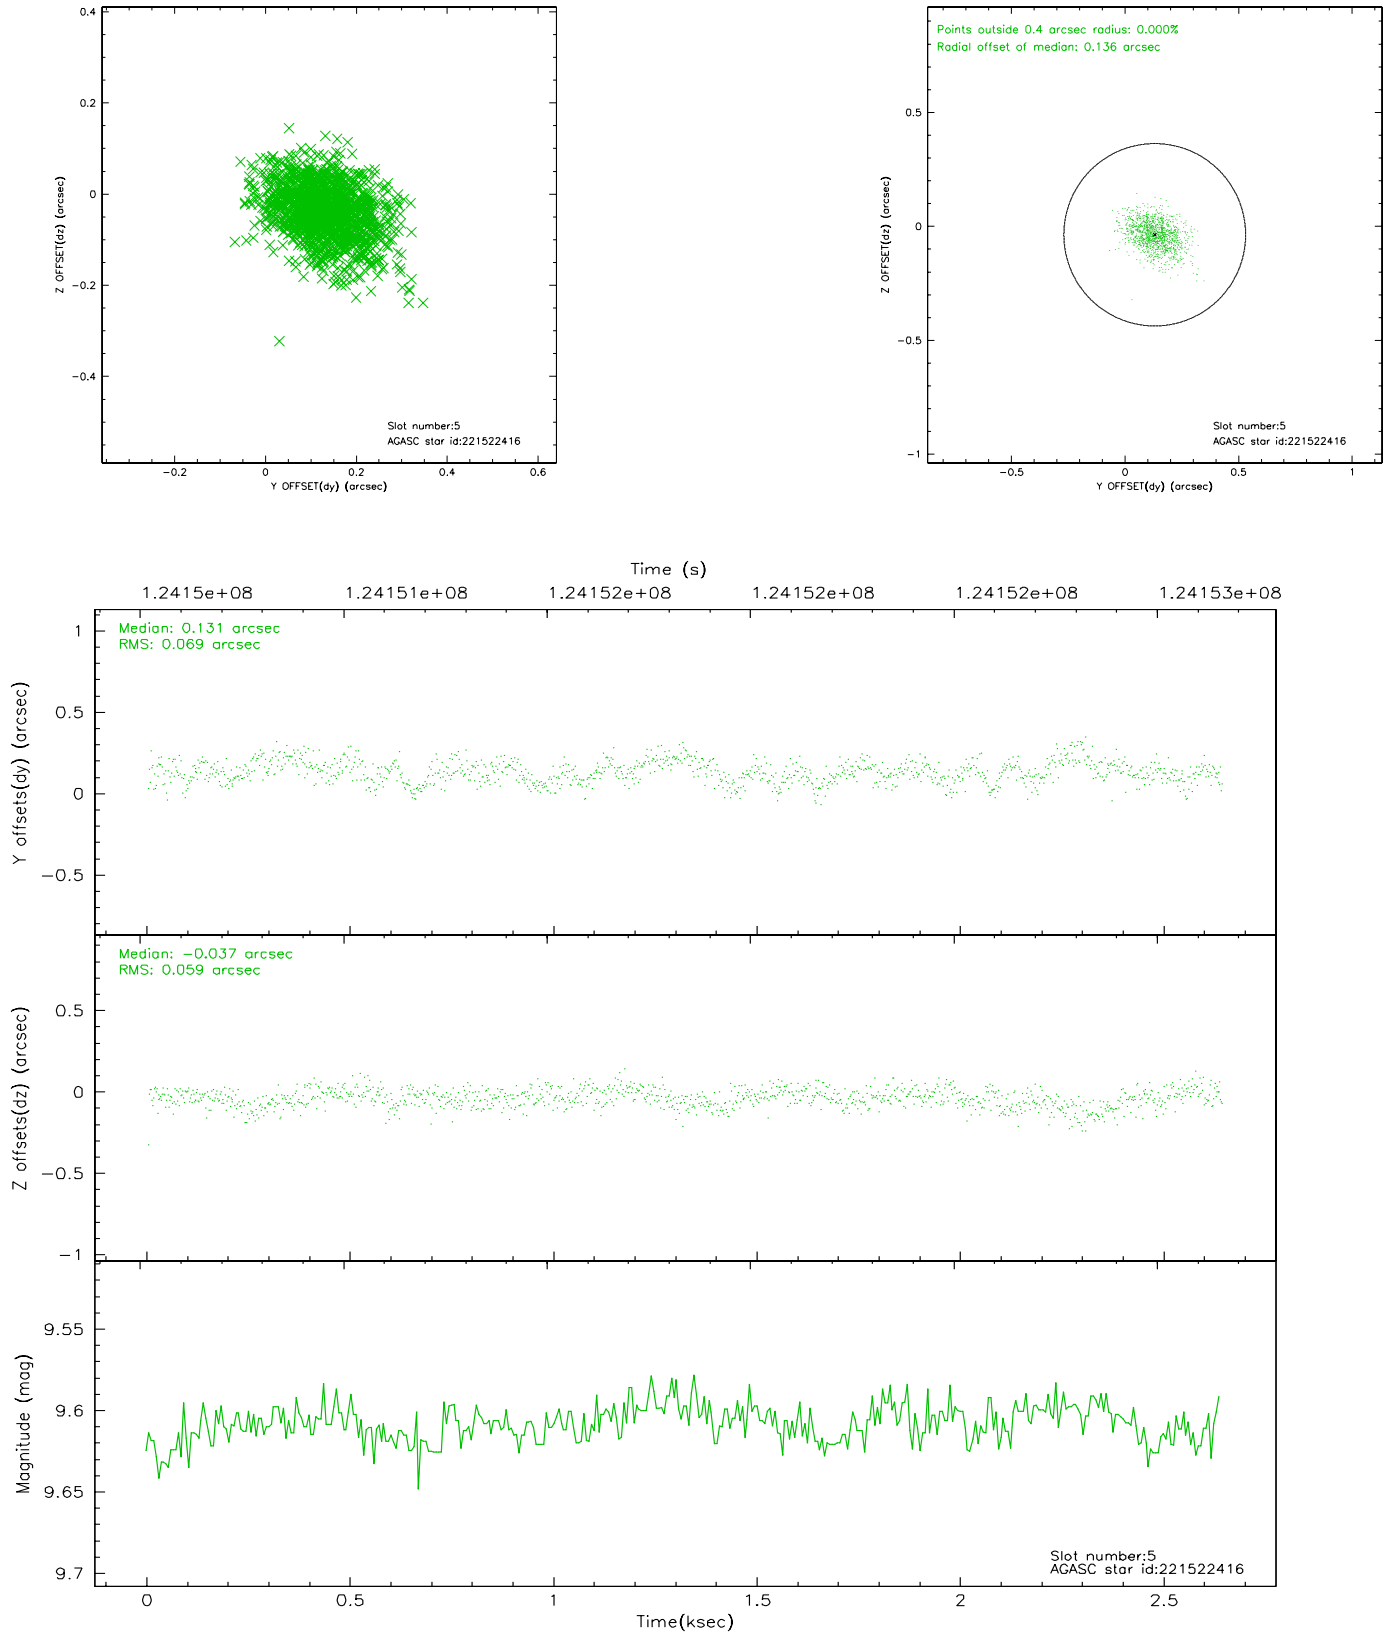 0.4
0.2
0
−0.2
−0.4
Z OFFSET(dz) (arcsec)
Slot number:5
AGASC star id:221522416
−0.2 0 0.2 0.4 0.6
Y OFFSET(dy) (arcsec)
Points outside 0.4 arcsec radius: 0.000%
Radial offset of median: 0.136 arcsec
0.5
0
−0.5
−1
Z OFFSET(dz) (arcsec)
Slot number:5
AGASC star id:221522416
−0.5 0 0.5 1
Y OFFSET(dy) (arcsec)
Time (s)
1.2415e+08 1.24151e+08 1.24152e+08 1.24152e+08 1.24152e+08 1.24153e+08
Median: 0.131 arcsec
RMS: 0.069 arcsec
1
0.5
0
−0.5
Y offsets(dy) (arcsec)
Median: −0.037 arcsec
RMS: 0.059 arcsec
0.5
0
−0.5
−1
Z offsets(dz) (arcsec)
9.55
9.6
9.65
9.7
Magnitude (mag)
Slot number:5
AGASC star id:221522416
0 0.5 1 1.5 2 2.5
Time(ksec)